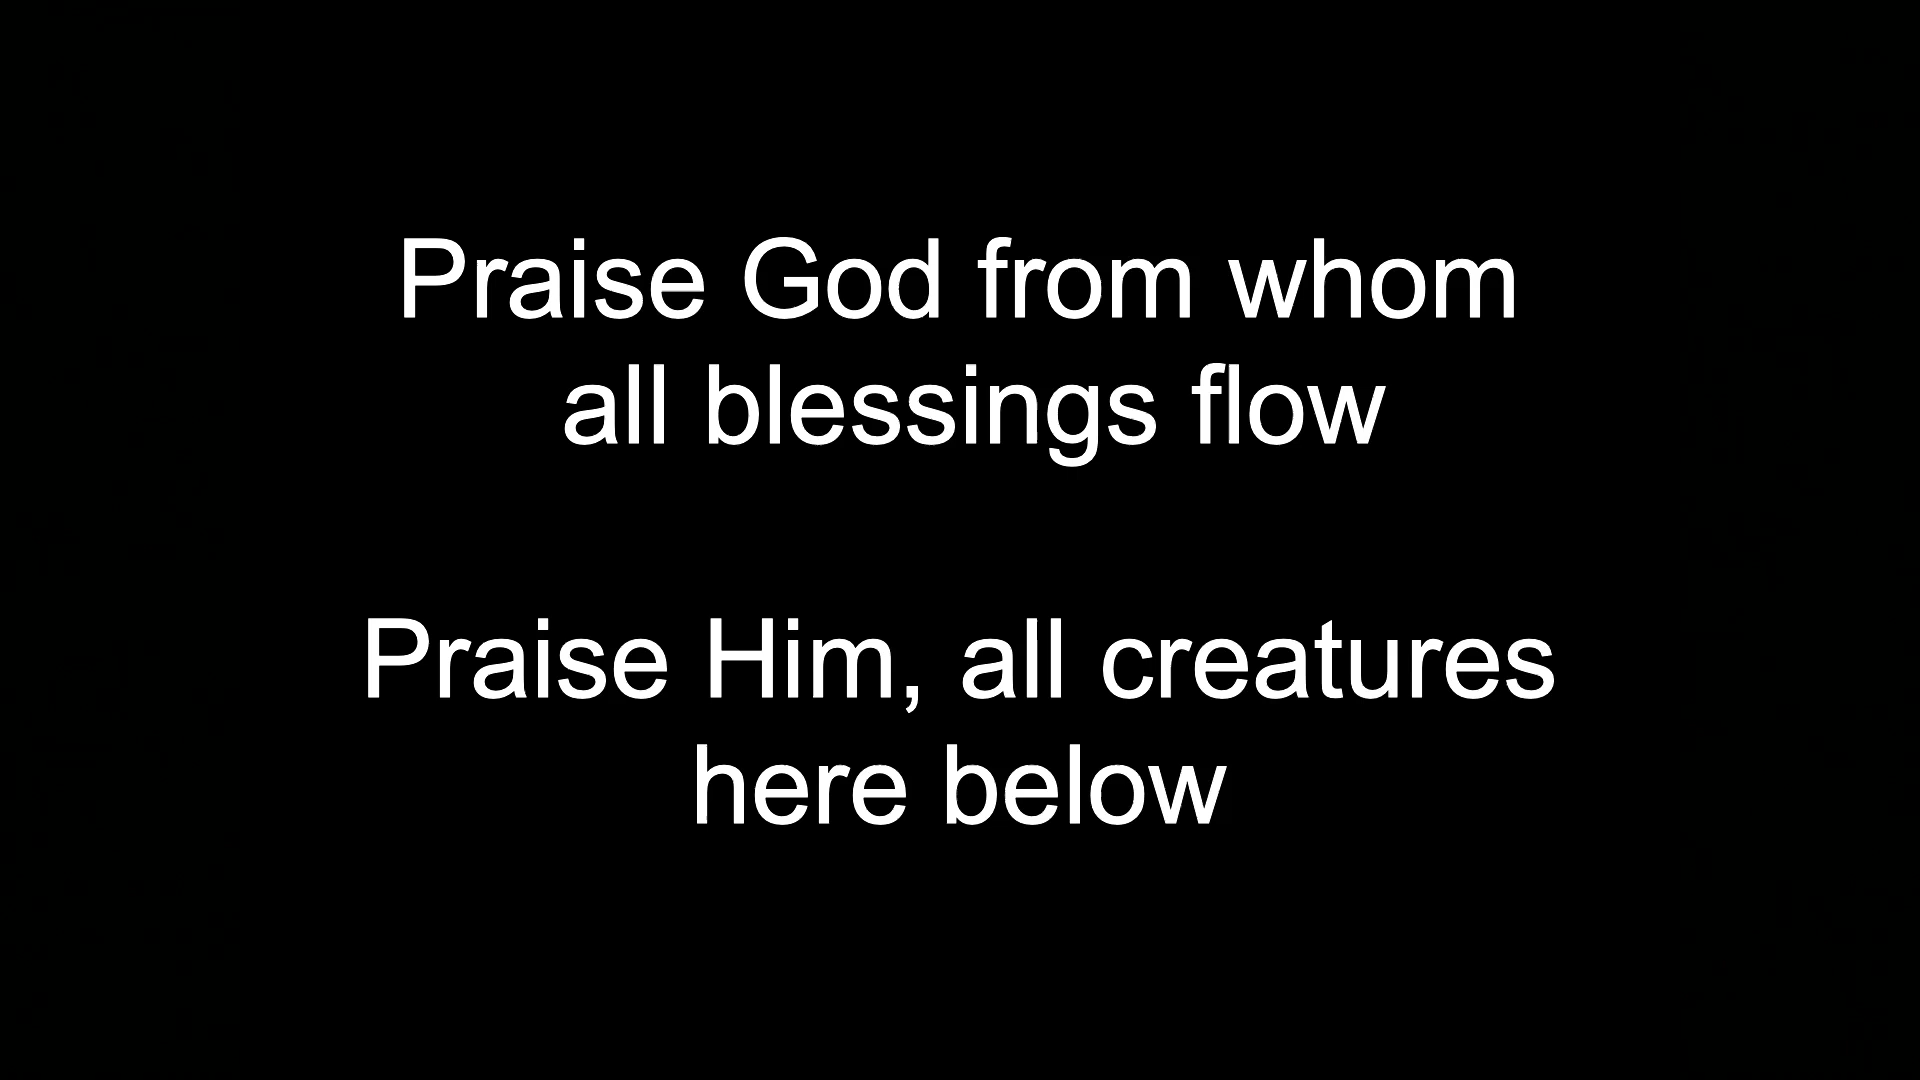 Praise God from whom
all blessings flow
Praise Him, all creatures
here below